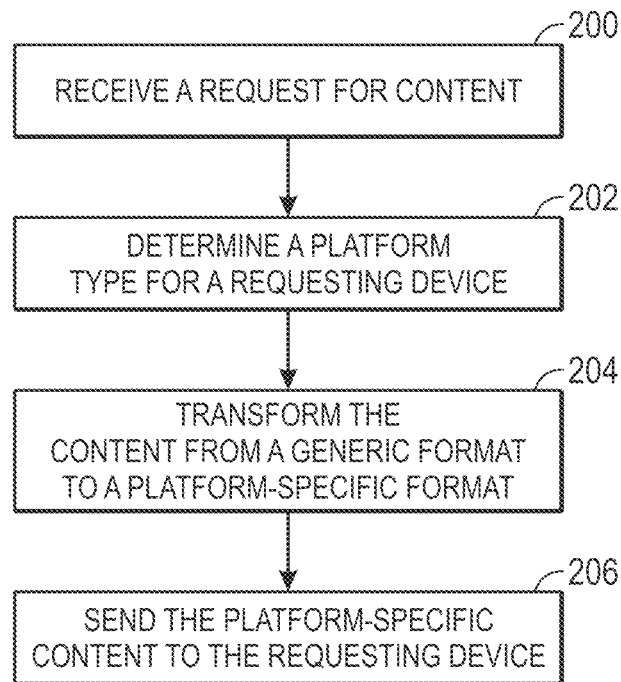 200
RECEIVE A REQUEST FOR CONTENT
202
DETERMINE A PLATFORM
TYPE FOR A REQUESTING DEVICE
204
TRANSFORM THE
CONTENT FROM A GENERIC FORMAT
TO A PLATFORM-SPECIFIC FORMAT
206
SEND THE PLATFORM-SPECIFIC
CONTENT TO THE REQUESTING DEVICE